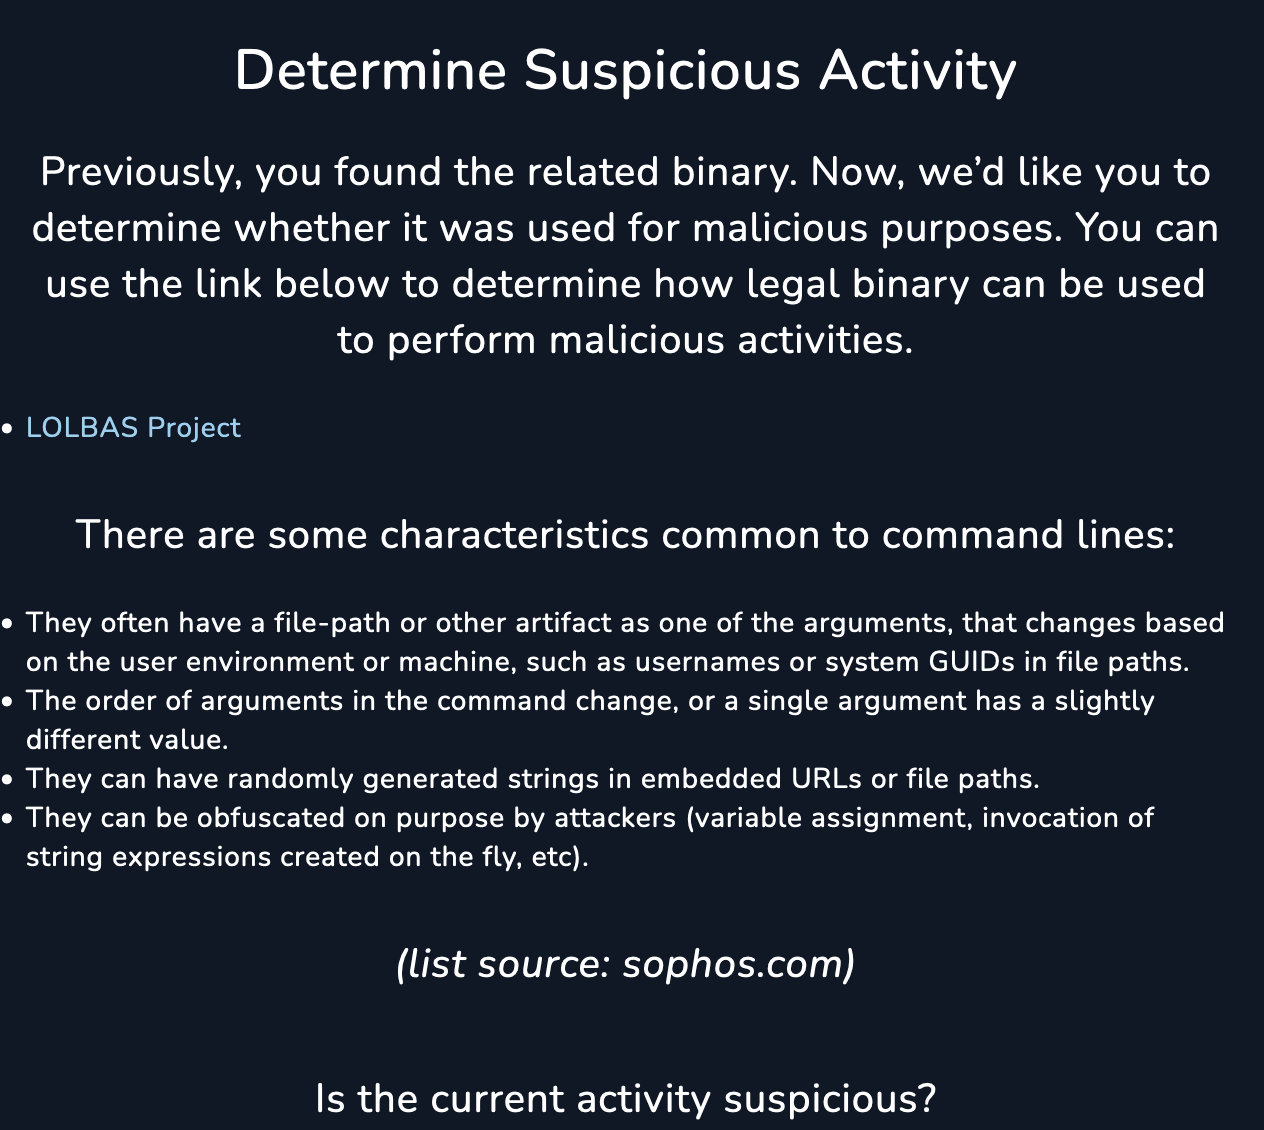 Determine Suspicious Activity
Previously, you found the related binary. Now, we’d like you to
determine whether it was used for malicious purposes. You can
use the link below to determine how legal binary can be used
to perform malicious activities.
• LOLBAS Project
There are some characteristics common to command lines:
• They often have a file-path or other artifact as one of the arguments, that changes based
on the user environment or machine, such as usernames or system GUIDs in file paths.
• The order of arguments in the command change, or a single argument has a slightly
different value.
• They can have randomly generated strings in embedded URLs or file paths.
• They can be obfuscated on purpose by attackers (variable assignment, invocation of
string expressions created on the fly, etc).
(list source: sophos.com)
Is the current activity suspicious?